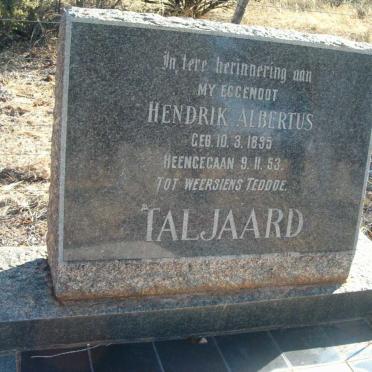 In tere herinnering aan
MY EGGENOOT
HENDRIK ALBERTUS
GEB. 10. 3. 1895
HEENGEGAAN 9. 11. 53.
TOT WEERSIENS TEDDIE.
TALJAARD